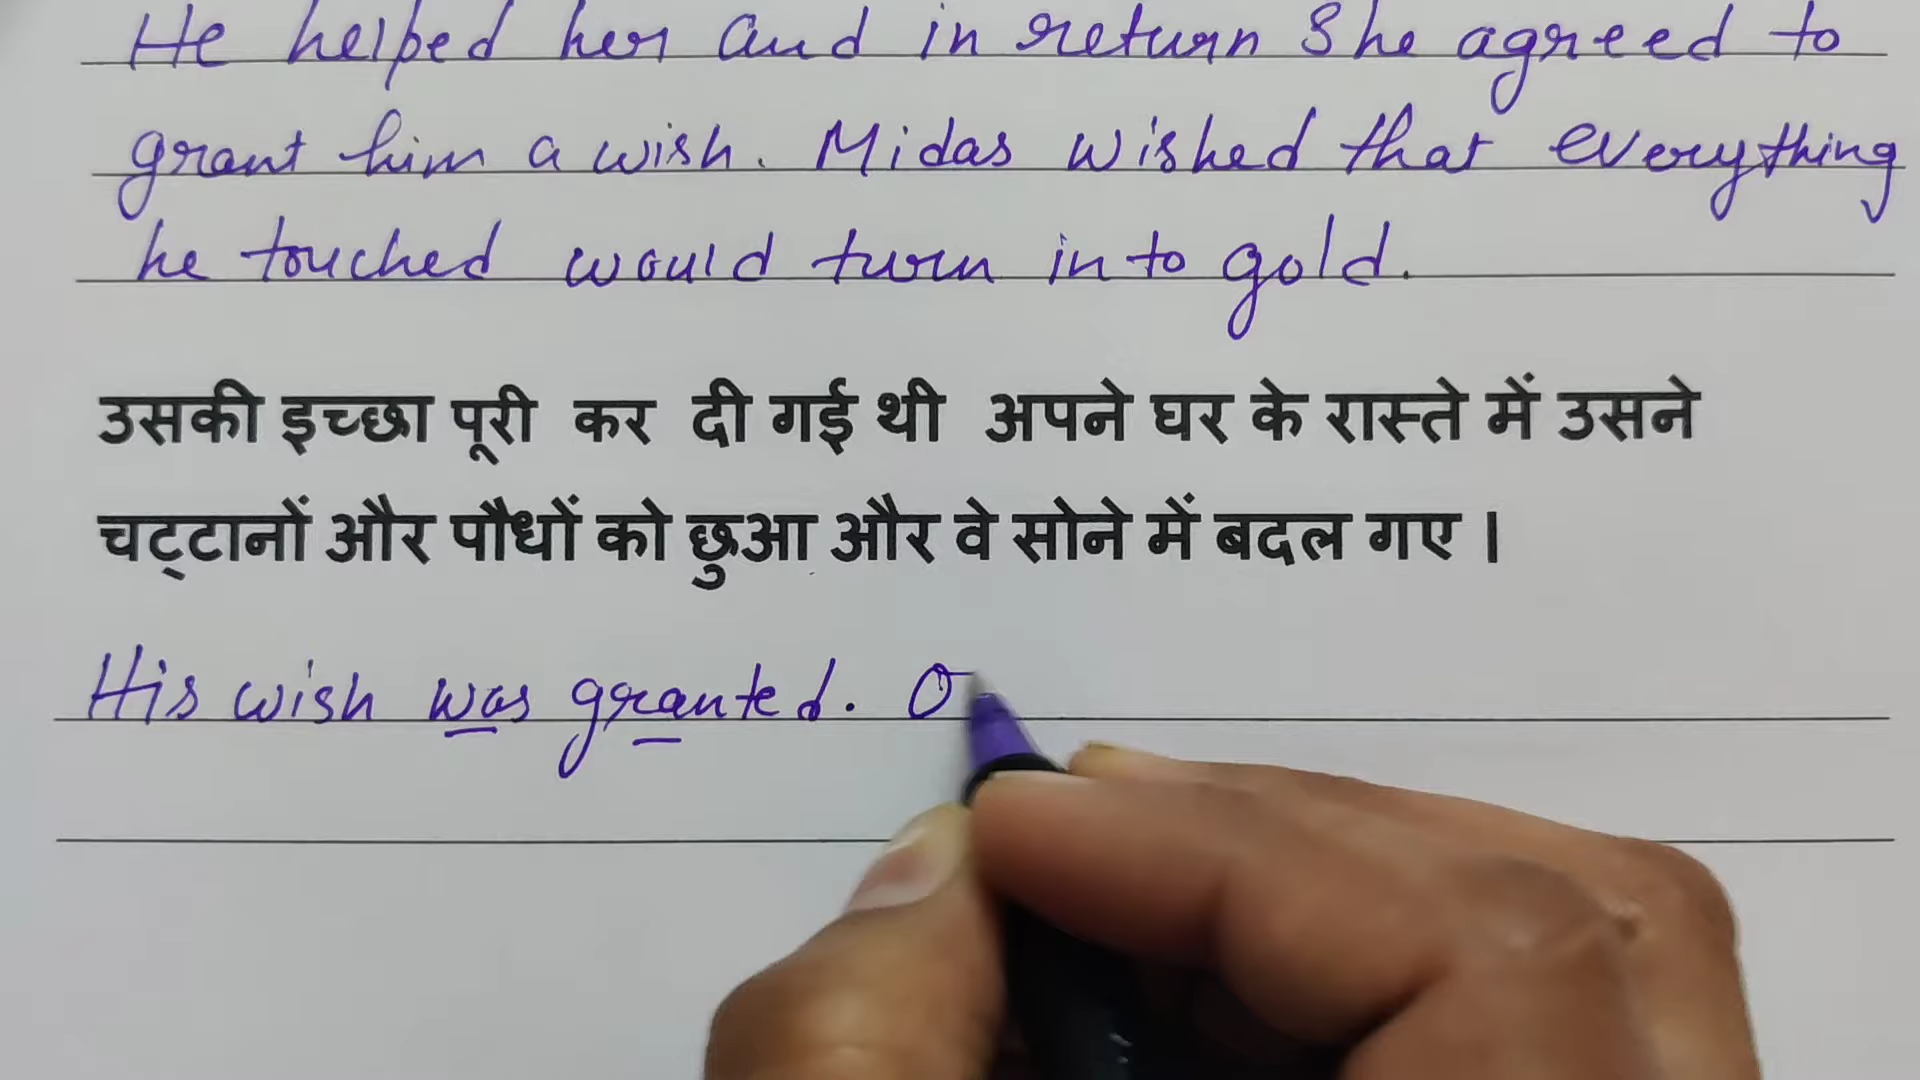 He helped her and in return She agreed to
grant him a wish. Midas wished that everything
he touched would turn into gold.
उसकी इच्छा पूरी कर दी गई थी अपने घर के रास्ते में उसने
चट्टानों और पौधों को छुआ और वे सोने में बदल गए ।
His wish was granted. O